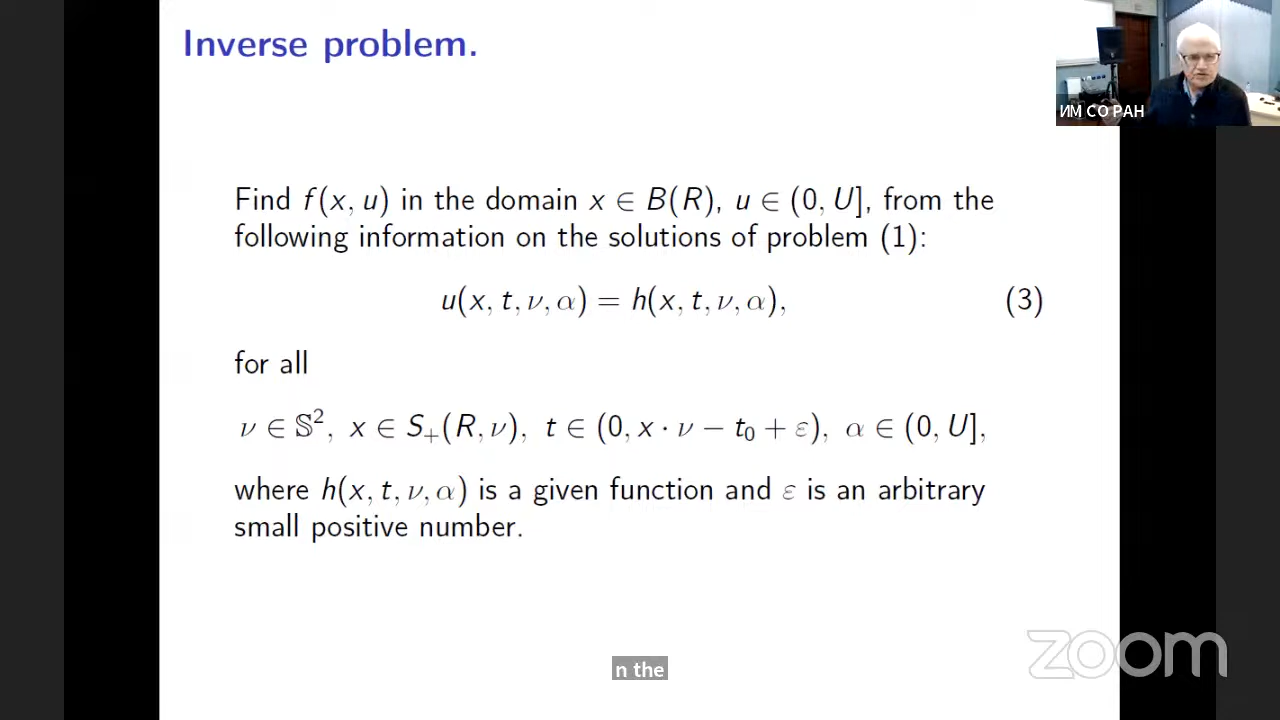 Inverse problem.
ИМ СО РАН
Find f(x, u) in the domain x ∈ B(R), u ∈ (0, U], from the
following information on the solutions of problem (1):
u(x, t, ν, α) = h(x, t, ν, α), (3)
for all
ν ∈ 𝕊², x ∈ S₊(R, ν), t ∈ (0, x · ν − t₀ + ε), α ∈ (0, U],
where h(x, t, ν, α) is a given function and ε is an arbitrary
small positive number.
zoom
n the